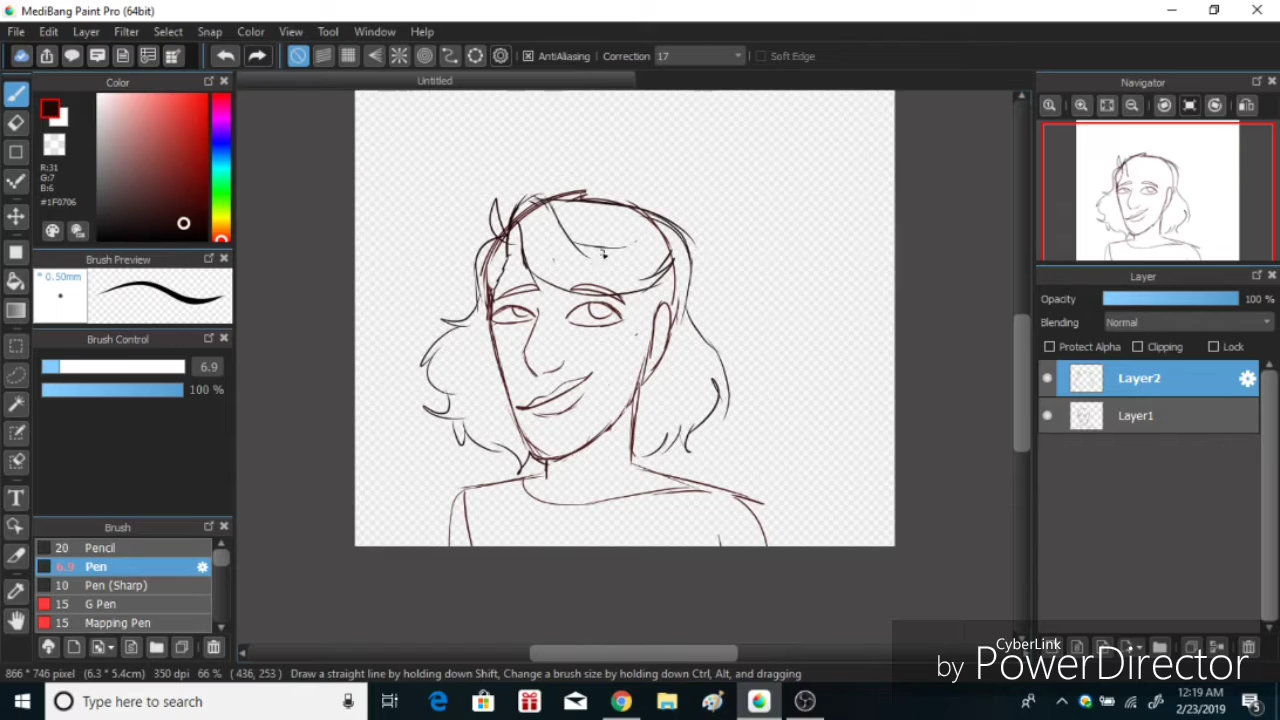 MediBang Paint Pro (64bit)
File Edit Layer Filter Select Snap Color View Tool Window Help
AntiAliasing Correction 17 Soft Edge
Color
Untitled
Navigator
R:31
G:7
B:6
#1F0706
Brush Preview
* 0.50mm
Brush Control
6.9
100 %
Layer
Opacity 100 %
Blending Normal
Protect Alpha Clipping Lock
Layer2
Layer1
Brush
20 Pencil
6.9 Pen
10 Pen (Sharp)
15 G Pen
15 Mapping Pen
866 * 746 pixel (6.3 * 5.4cm) 350 dpi 66 % ( 436, 253 ) Draw a straight line by holding down Shift, Change a brush size by holding down Ctrl, Alt, and dragging
CyberLink
by PowerDirector
Type here to search
12:19 AM
2/23/2019
5